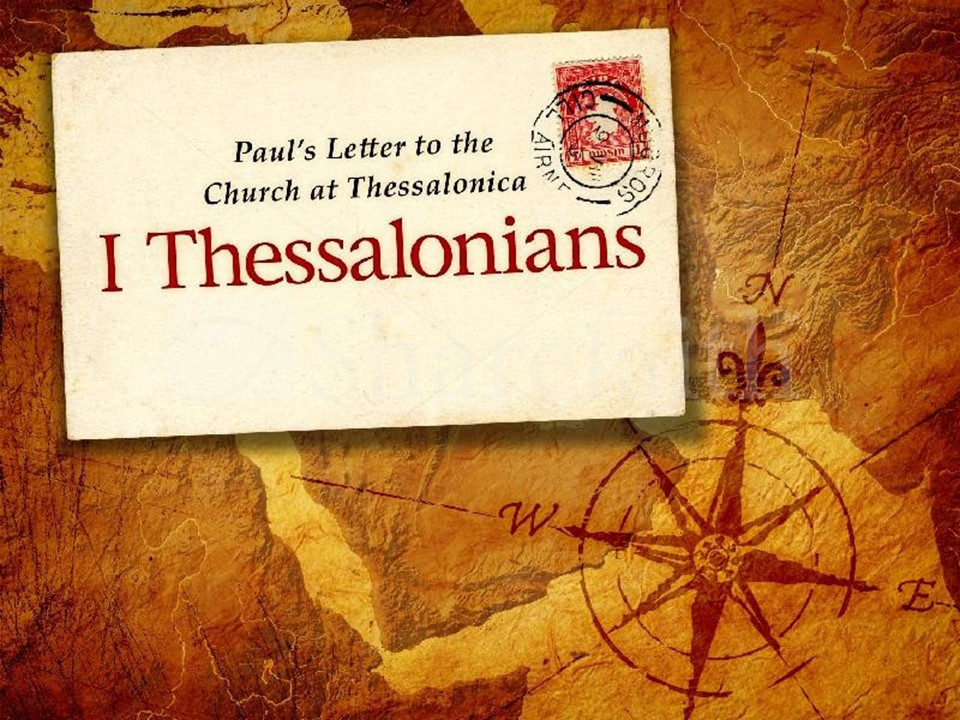 Paul's Letter to the
Church at Thessalonica
I Thessalonians
N
W
E